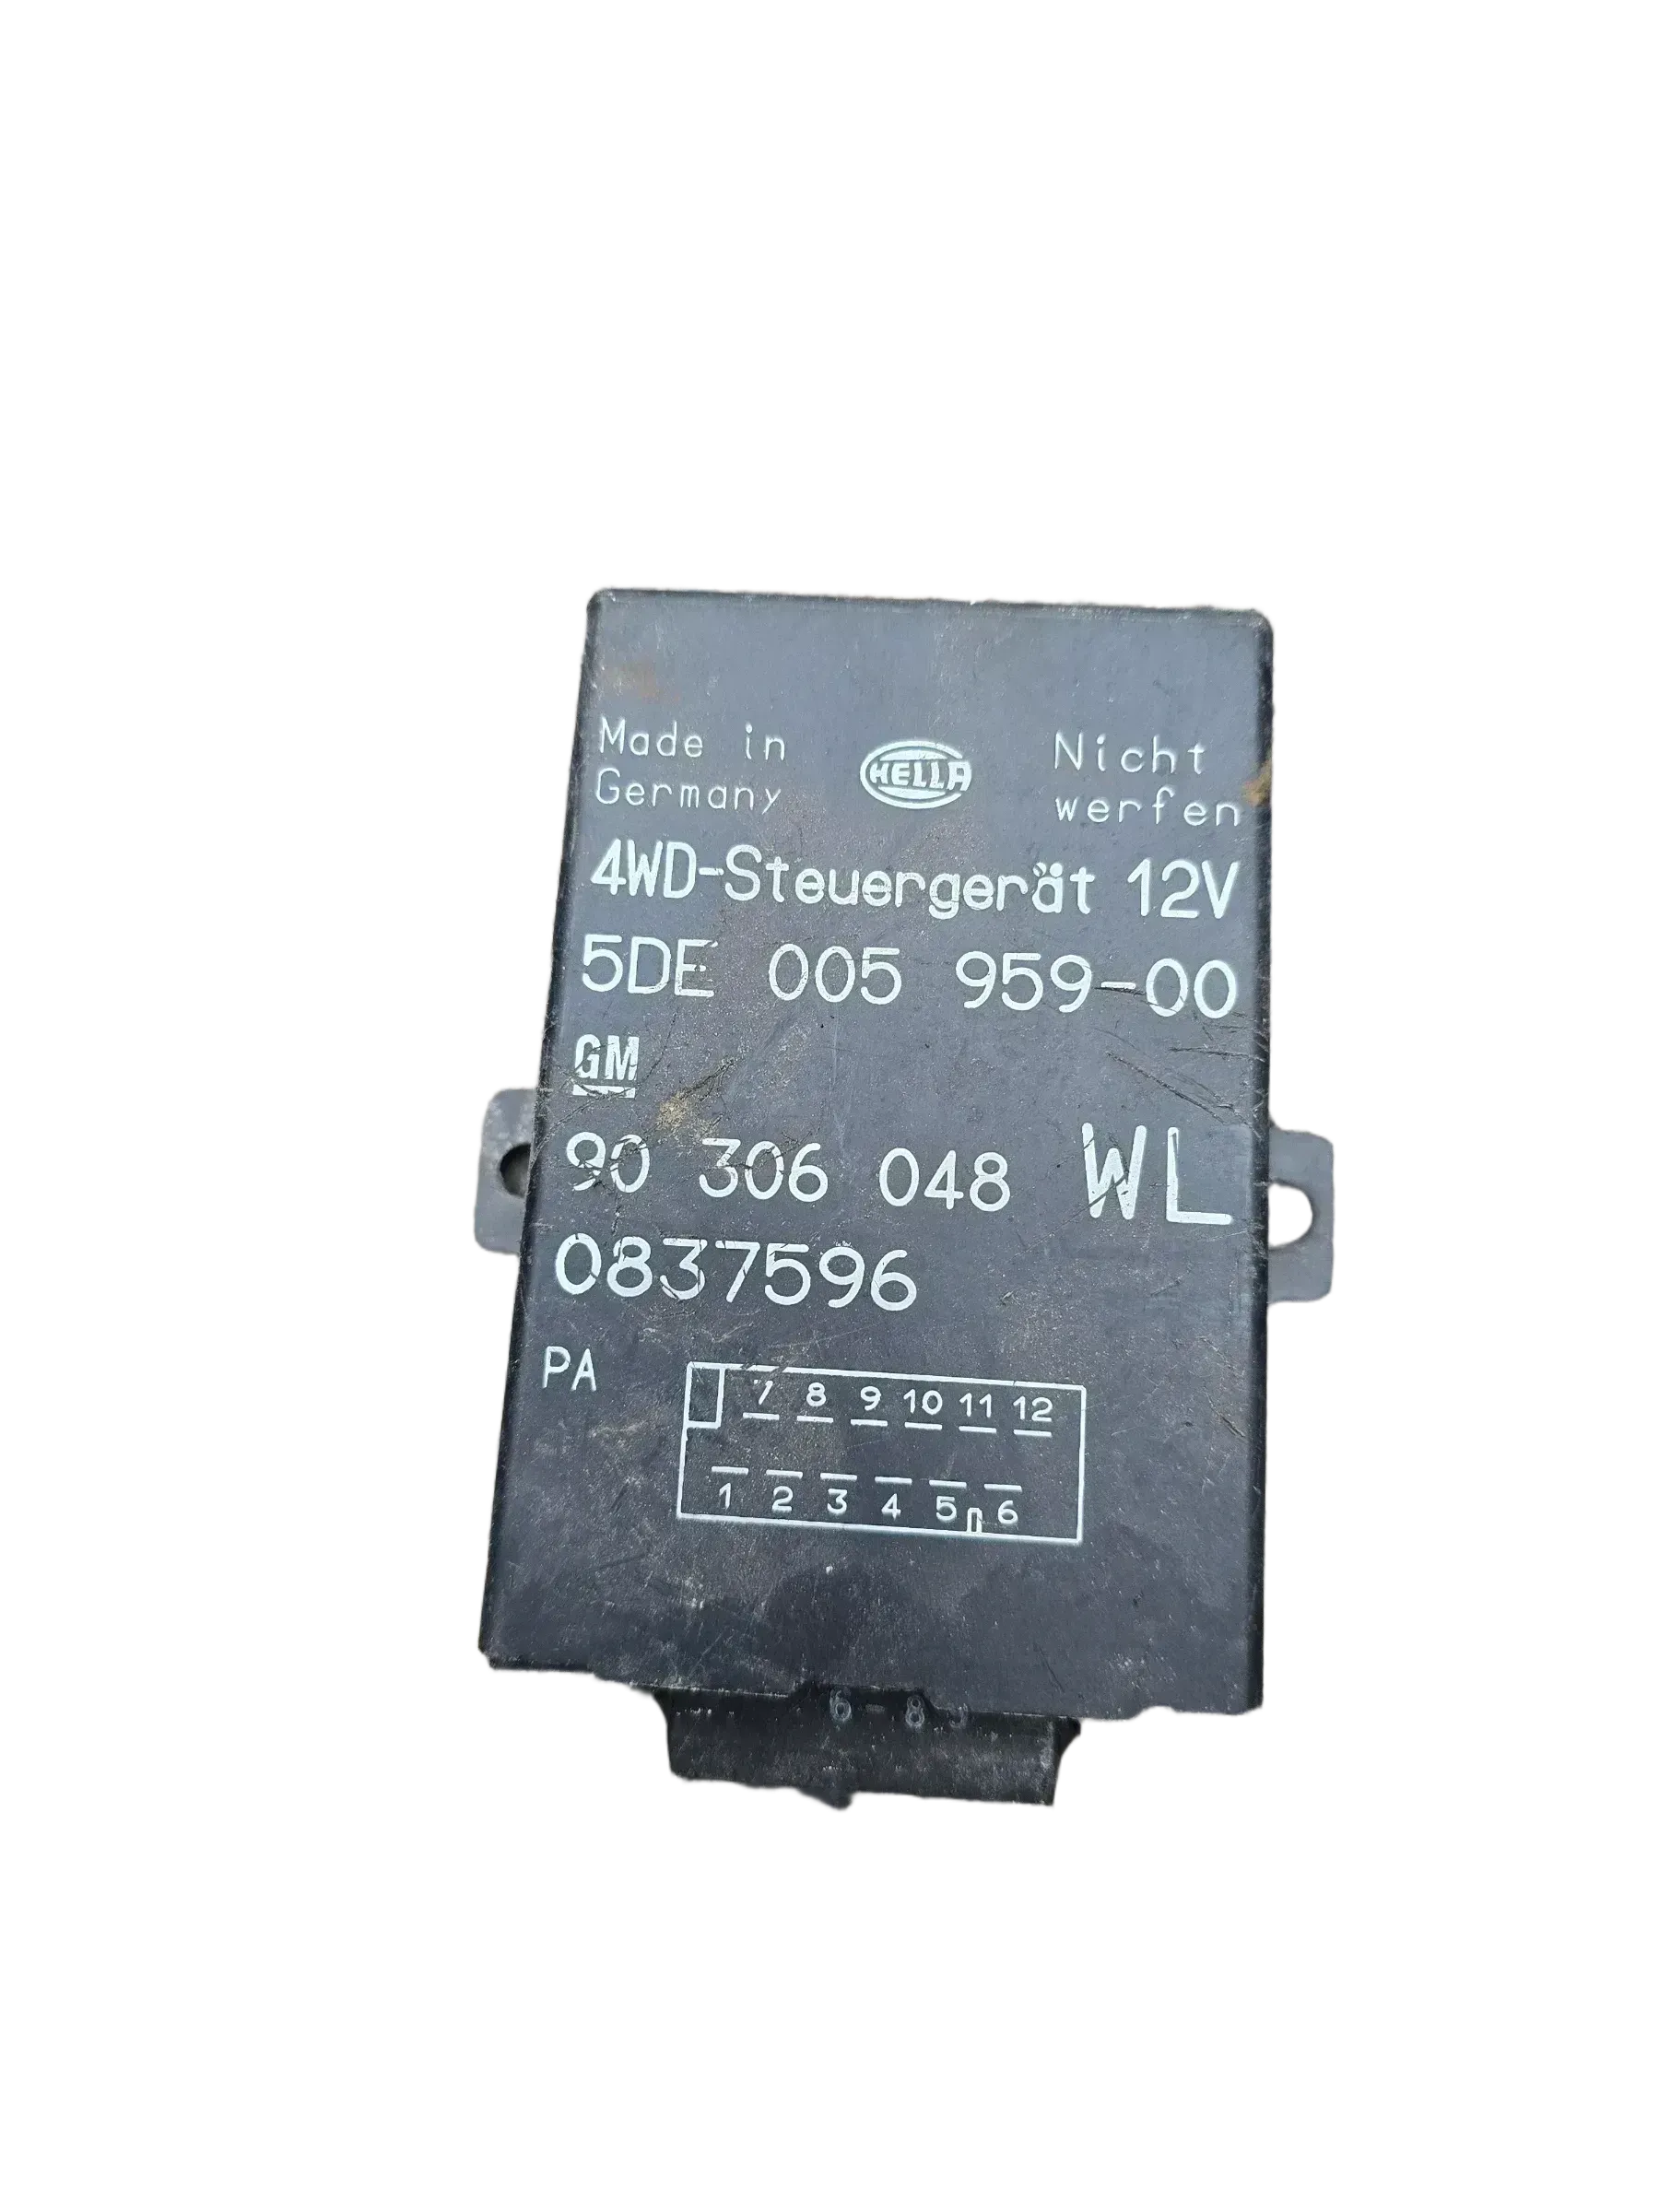 Made in
Germany
HELLA
Nicht
werfen
4WD-Steuergerät 12V
5DE 005 959-00
GM
90 306 048 WL
0837596
PA
7 8 9 10 11 12
1 2 3 4 5 6